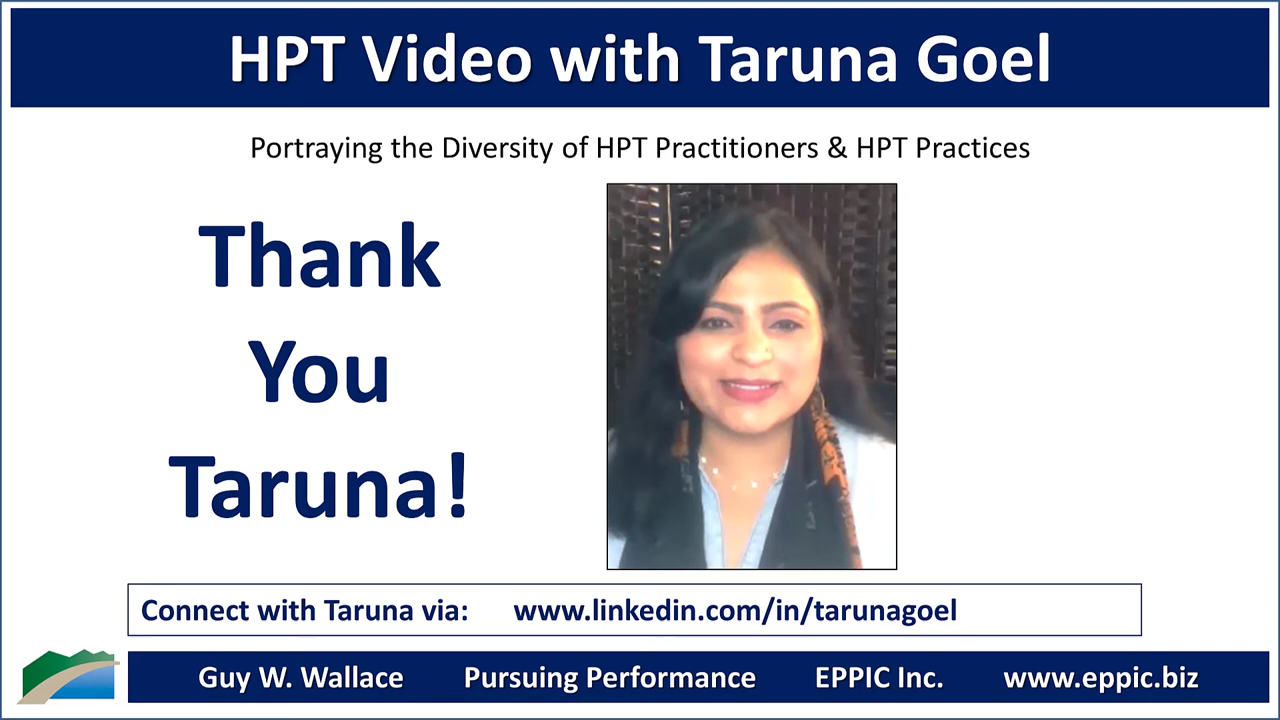 HPT Video with Taruna Goel
Portraying the Diversity of HPT Practitioners & HPT Practices
Thank
You
Taruna!
Connect with Taruna via: www.linkedin.com/in/tarunagoel
Guy W. Wallace Pursuing Performance EPPIC Inc. www.eppic.biz